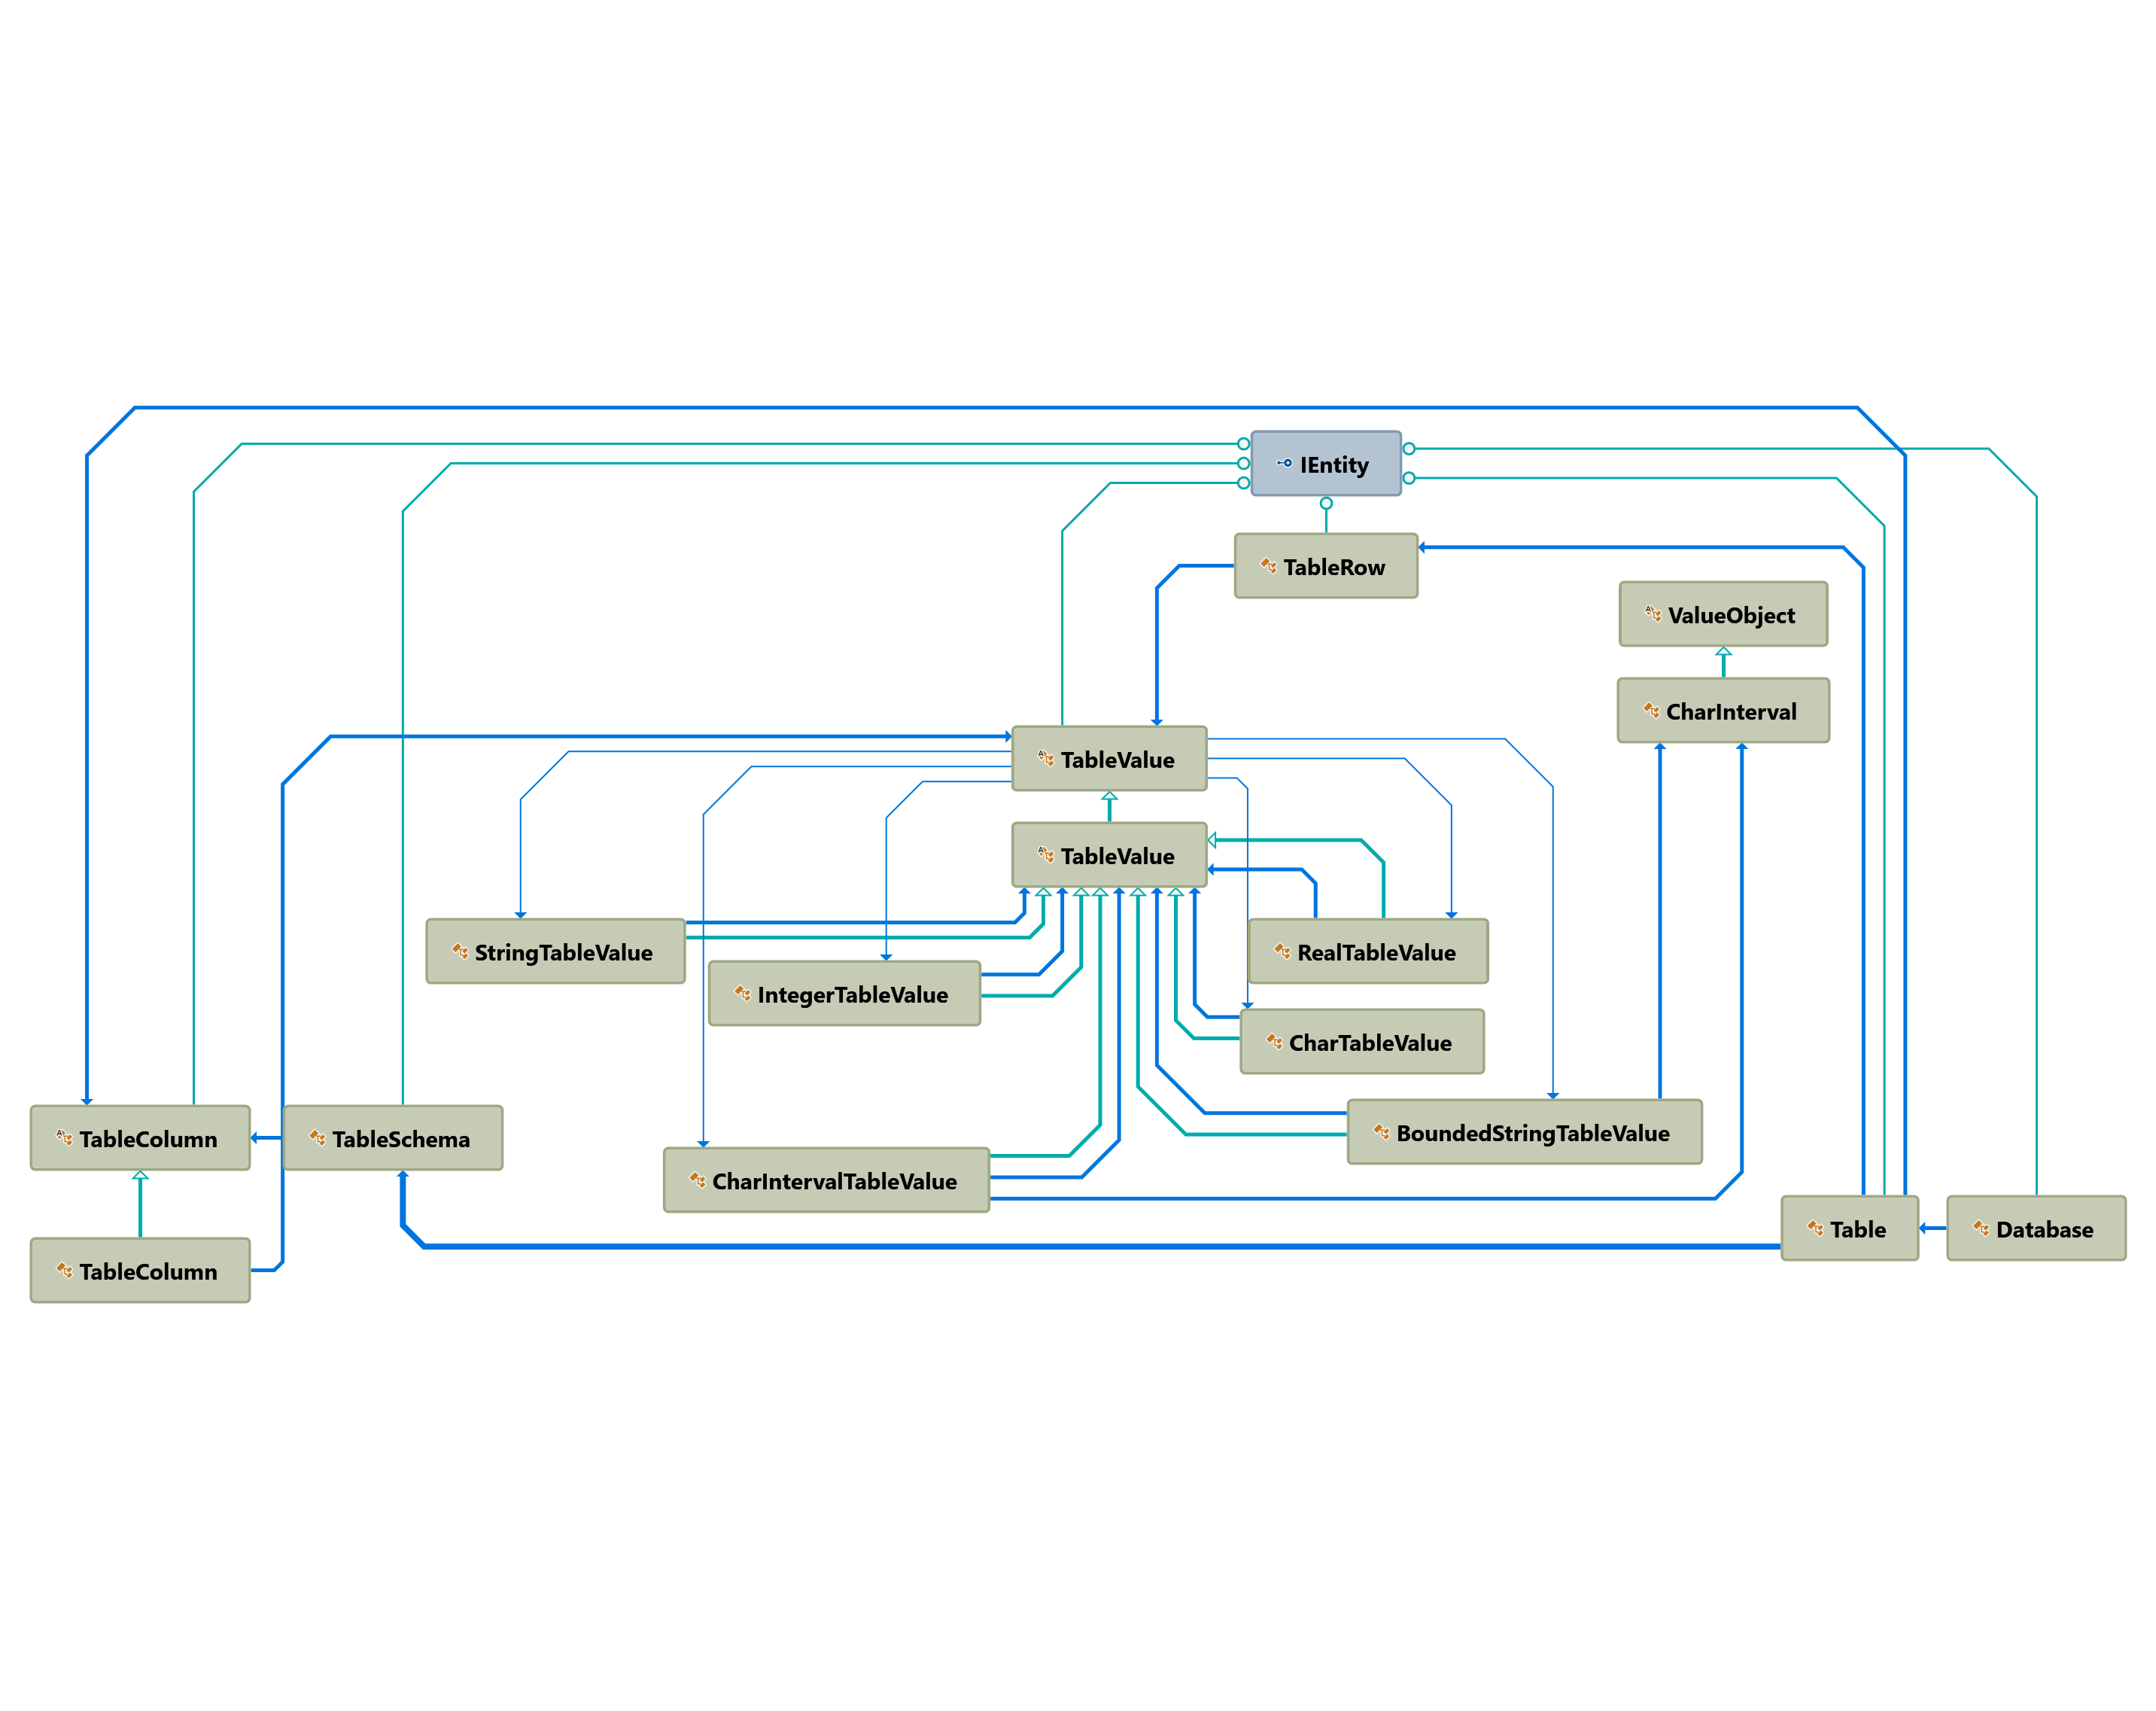 IEntity
TableRow
ValueObject
CharInterval
TableValue
TableValue
StringTableValue
RealTableValue
IntegerTableValue
CharTableValue
TableColumn
TableSchema
BoundedStringTableValue
CharIntervalTableValue
Table
Database
TableColumn